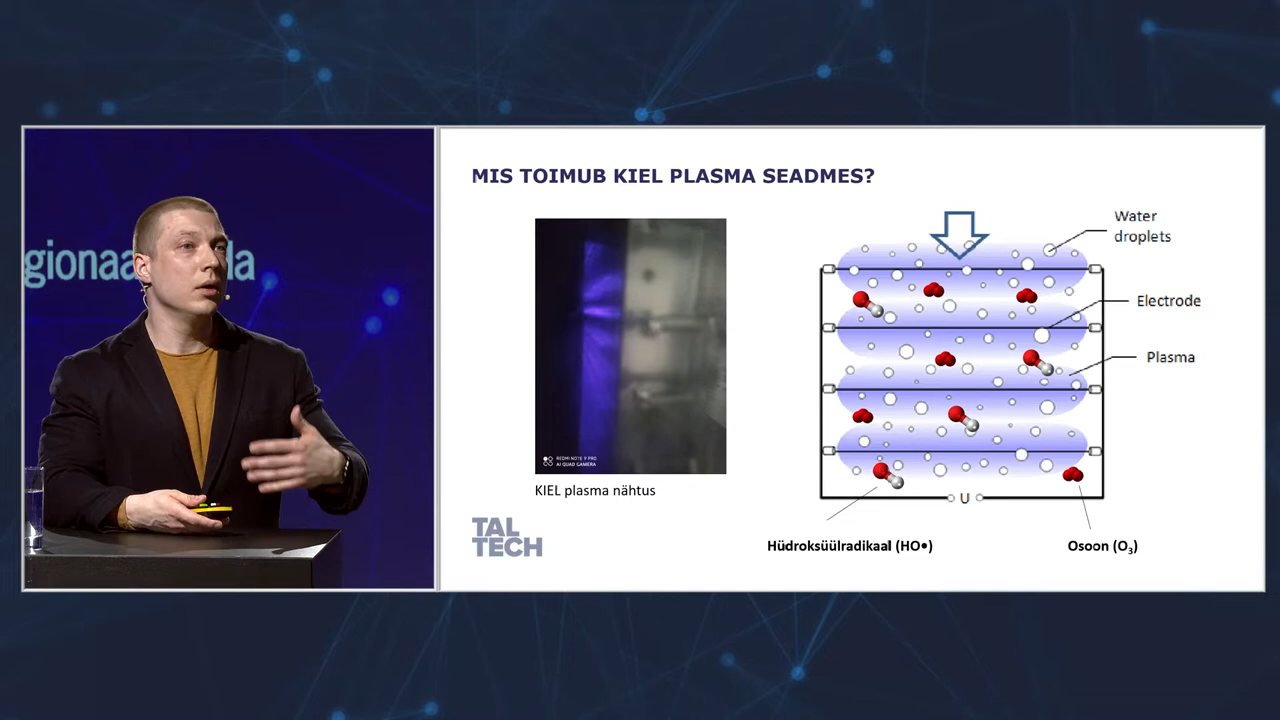 gionaa
la
MIS TOIMUB KIEL PLASMA SEADMES?
REDMI NOTE 9 PRO
AI QUAD CAMERA
KIEL plasma nähtus
TAL
TECH
Water
droplets
Electrode
Plasma
U
Hüdroksüülradikaal (HO•)
Osoon (O₃)